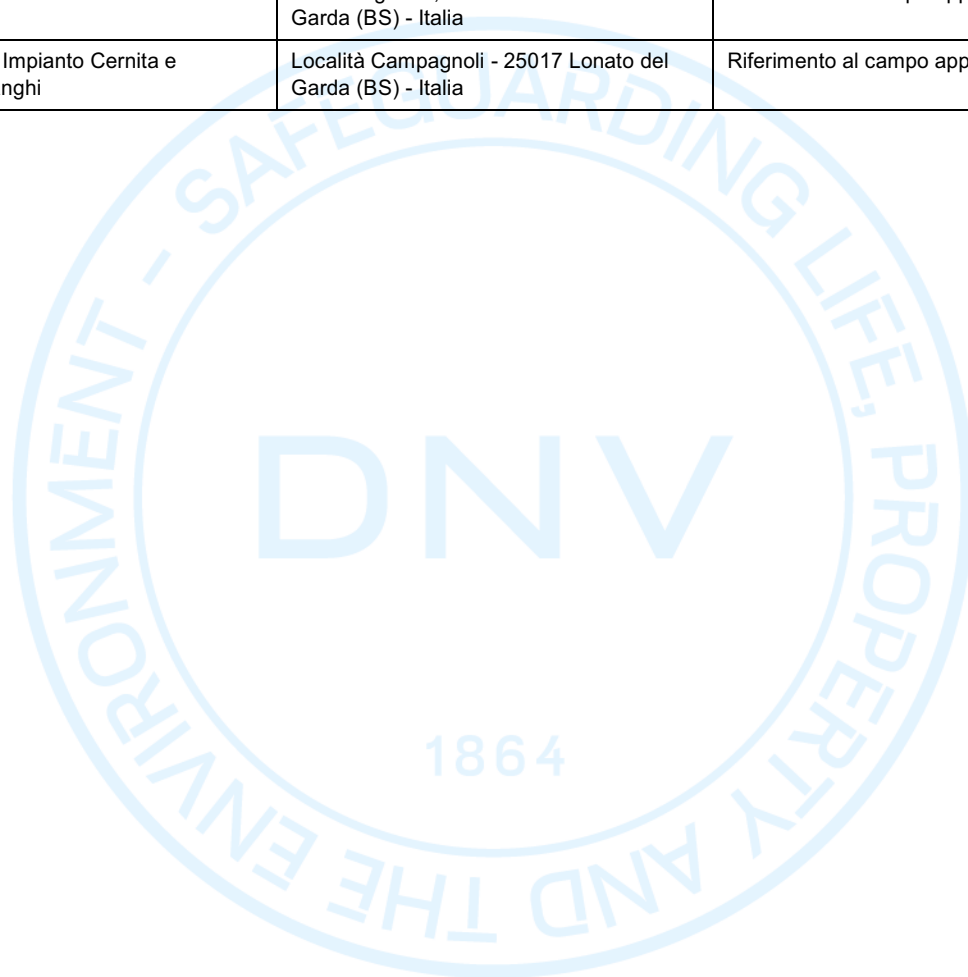 Garda (BS) - Italia
Impianto Cernita e
Località Campagnoli - 25017 Lonato del
Riferimento al campo
nghi
Garda (BS) - Italia
SAFEGUARDING LIFE, PROPERTY AND THE ENVIRONMENT -
DNV
1864